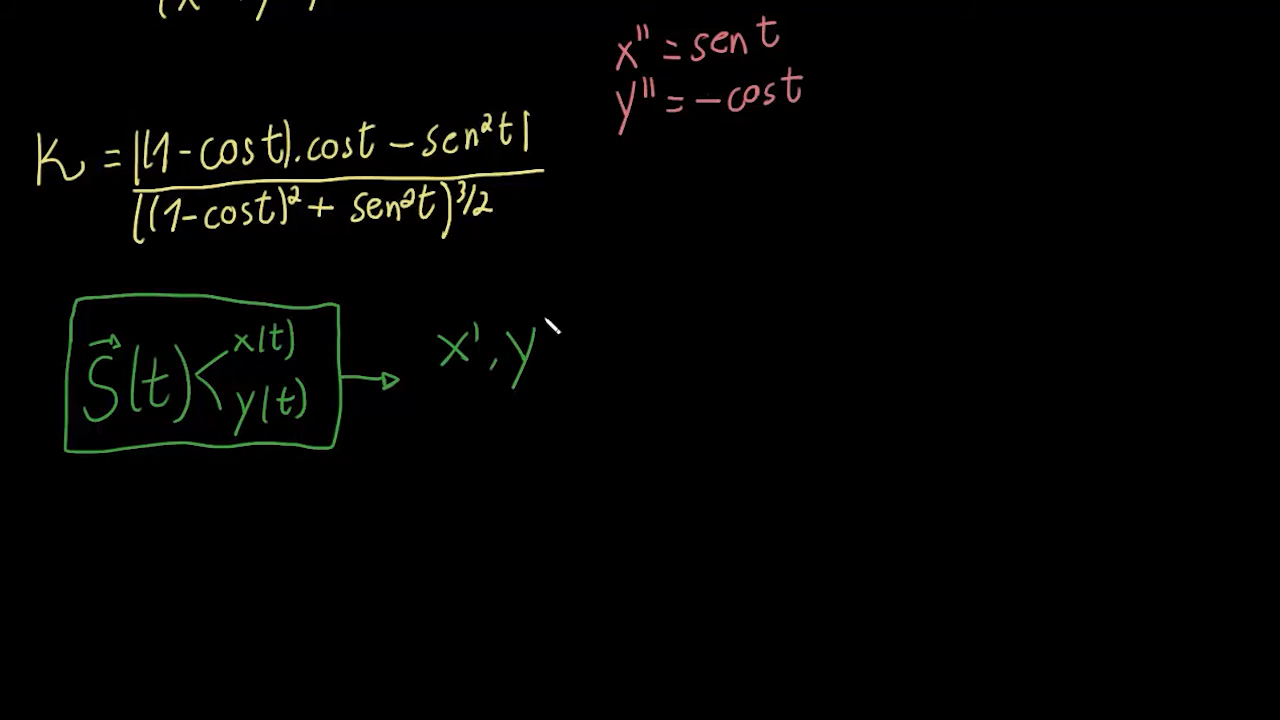 x'' = sen t
y'' = -cos t
K = |(1-cos t).cos t - sen²t|
((1-cos t)² + sen²t)^3/2
S(t) x(t)
y(t)
x', y